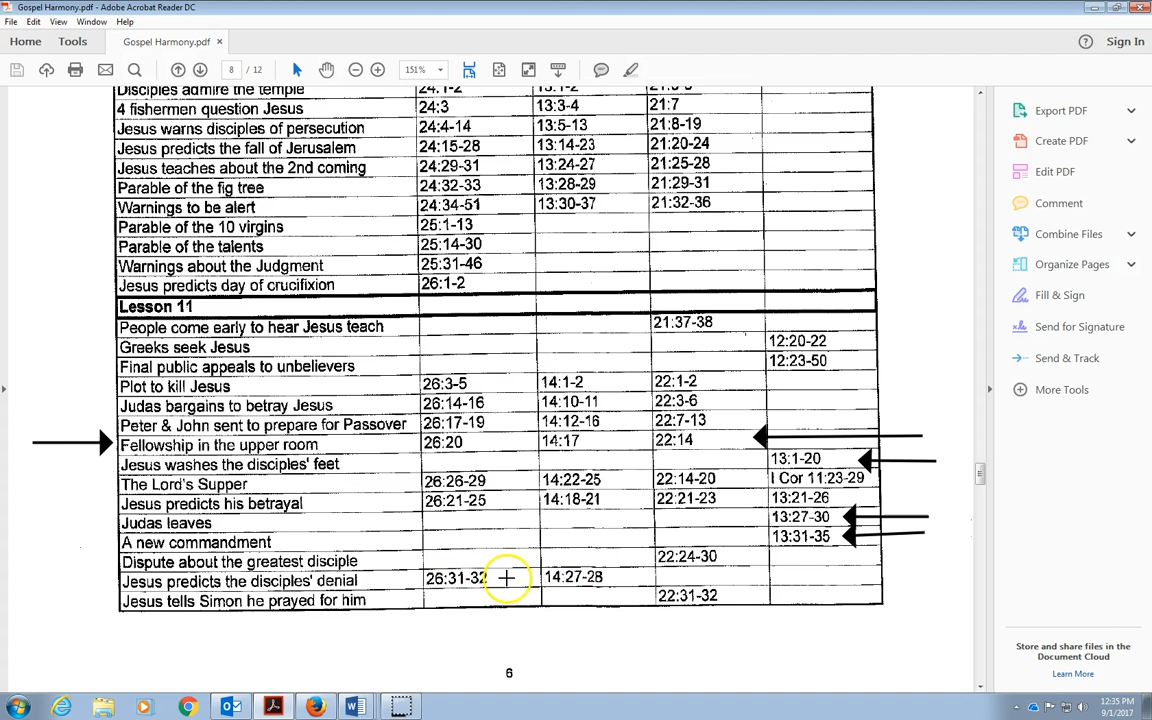 Gospel Harmony.pdf - Adobe Acrobat Reader DC
File Edit View Window Help
Home Tools Gospel Harmony.pdf × Sign In
8 / 12 151%
Disciples admire the temple 24:1-2 13:1-2
4 fishermen question Jesus 24:3 13:3-4 21:7
Jesus warns disciples of persecution 24:4-14 13:5-13 21:8-19
Jesus predicts the fall of Jerusalem 24:15-28 13:14-23 21:20-24
Jesus teaches about the 2nd coming 24:29-31 13:24-27 21:25-28
Parable of the fig tree 24:32-33 13:28-29 21:29-31
Warnings to be alert 24:34-51 13:30-37 21:32-36
Parable of the 10 virgins 25:1-13
Parable of the talents 25:14-30
Warnings about the Judgment 25:31-46
Jesus predicts day of crucifixion 26:1-2
Lesson 11
People come early to hear Jesus teach 21:37-38
Greeks seek Jesus 12:20-22
Final public appeals to unbelievers 12:23-50
Plot to kill Jesus 26:3-5 14:1-2 22:1-2
Judas bargains to betray Jesus 26:14-16 14:10-11 22:3-6
Peter & John sent to prepare for Passover 26:17-19 14:12-16 22:7-13
Fellowship in the upper room 26:20 14:17 22:14
Jesus washes the disciples' feet 13:1-20
The Lord's Supper 26:26-29 14:22-25 22:14-20 I Cor 11:23-29
Jesus predicts his betrayal 26:21-25 14:18-21 22:21-23 13:21-26
Judas leaves 13:27-30
A new commandment 13:31-35
Dispute about the greatest disciple 22:24-30
Jesus predicts the disciples' denial 26:31-32 14:27-28
Jesus tells Simon he prayed for him 22:31-32
6
Export PDF
Create PDF
Edit PDF
Comment
Combine Files
Organize Pages
Fill & Sign
Send for Signature
Send & Track
More Tools
Store and share files in the
Document Cloud
Learn More
12:35 PM
9/1/2017